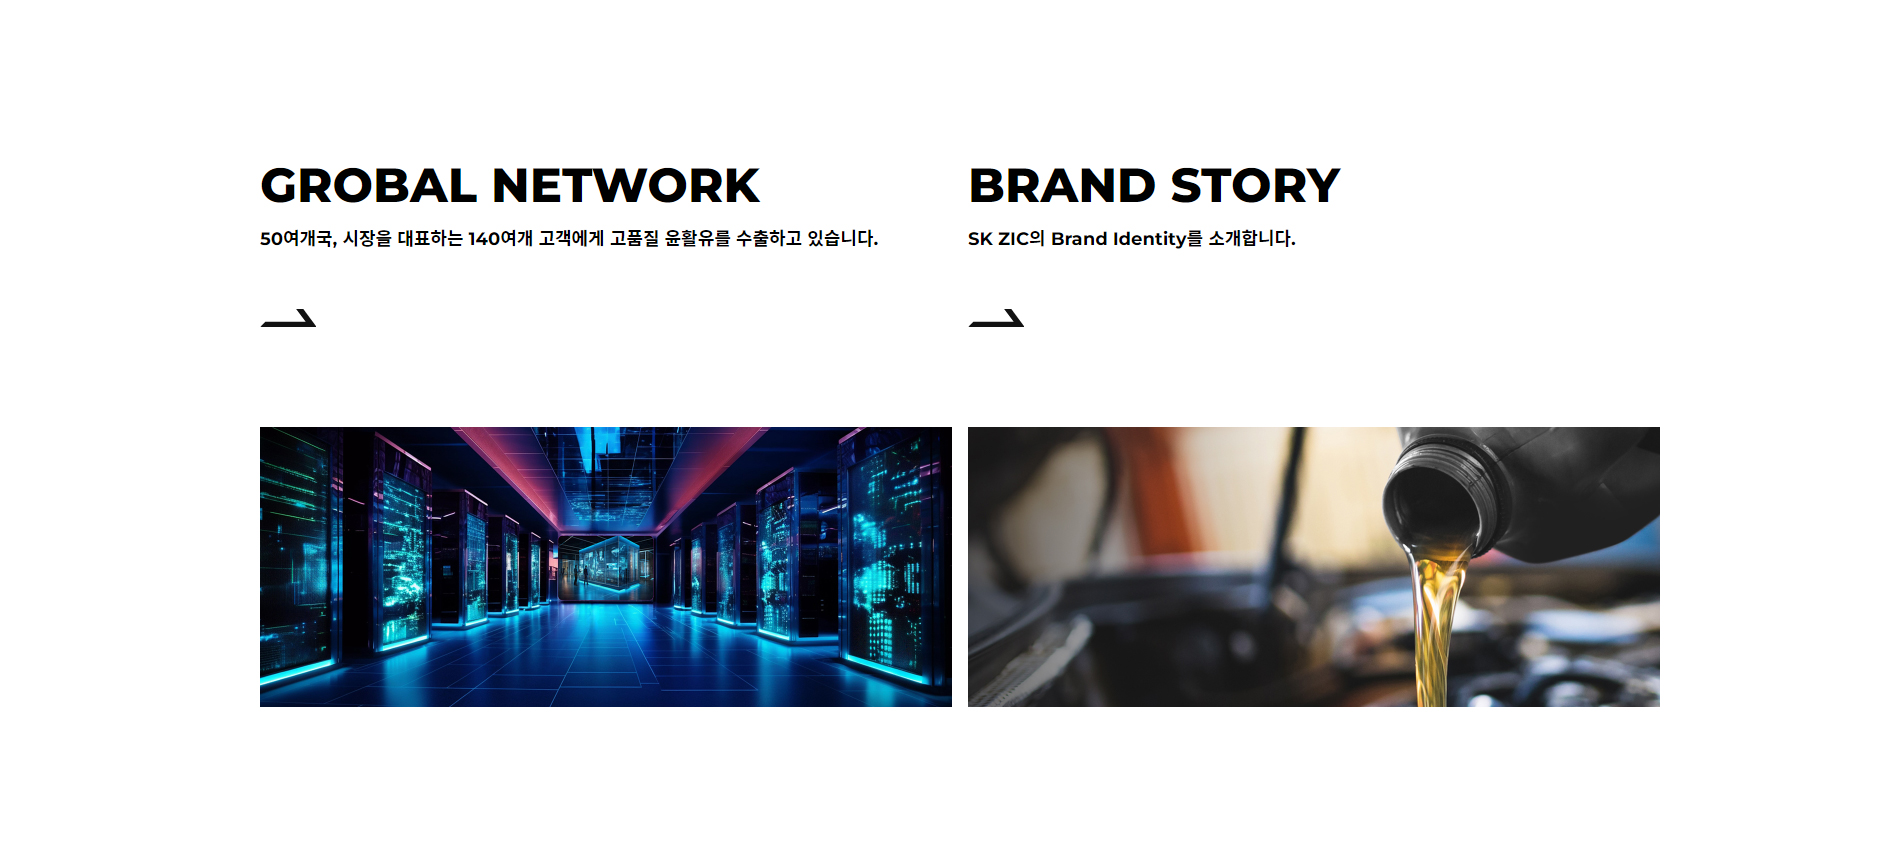 GROBAL NETWORK
50여개국, 시장을 대표하는 140여개 고객에게 고품질 윤활유를 수출하고 있습니다.
BRAND STORY
SK ZIC의 Brand Identity를 소개합니다.